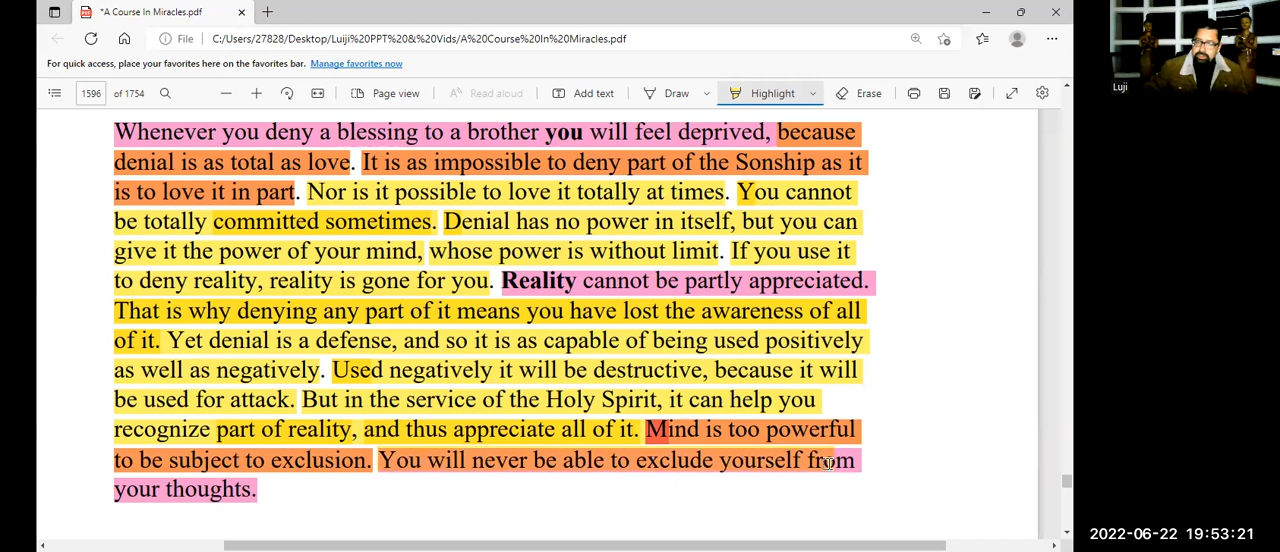 *A Course In Miracles.pdf
File C:/Users/27828/Desktop/Luiji%20PPT%20&%20Vids/A%20Course%20In%20Miracles.pdf
For quick access, place your favorites here on the favorites bar. Manage favorites now
1596 of 1754 Page view Read aloud Add text Draw Highlight Erase
Whenever you deny a blessing to a brother you will feel deprived, because
denial is as total as love. It is as impossible to deny part of the Sonship as it
is to love it in part. Nor is it possible to love it totally at times. You cannot
be totally committed sometimes. Denial has no power in itself, but you can
give it the power of your mind, whose power is without limit. If you use it
to deny reality, reality is gone for you. Reality cannot be partly appreciated.
That is why denying any part of it means you have lost the awareness of all
of it. Yet denial is a defense, and so it is as capable of being used positively
as well as negatively. Used negatively it will be destructive, because it will
be used for attack. But in the service of the Holy Spirit, it can help you
recognize part of reality, and thus appreciate all of it. Mind is too powerful
to be subject to exclusion. You will never be able to exclude yourself from
your thoughts.
Luji
2022-06-22 19:53:21